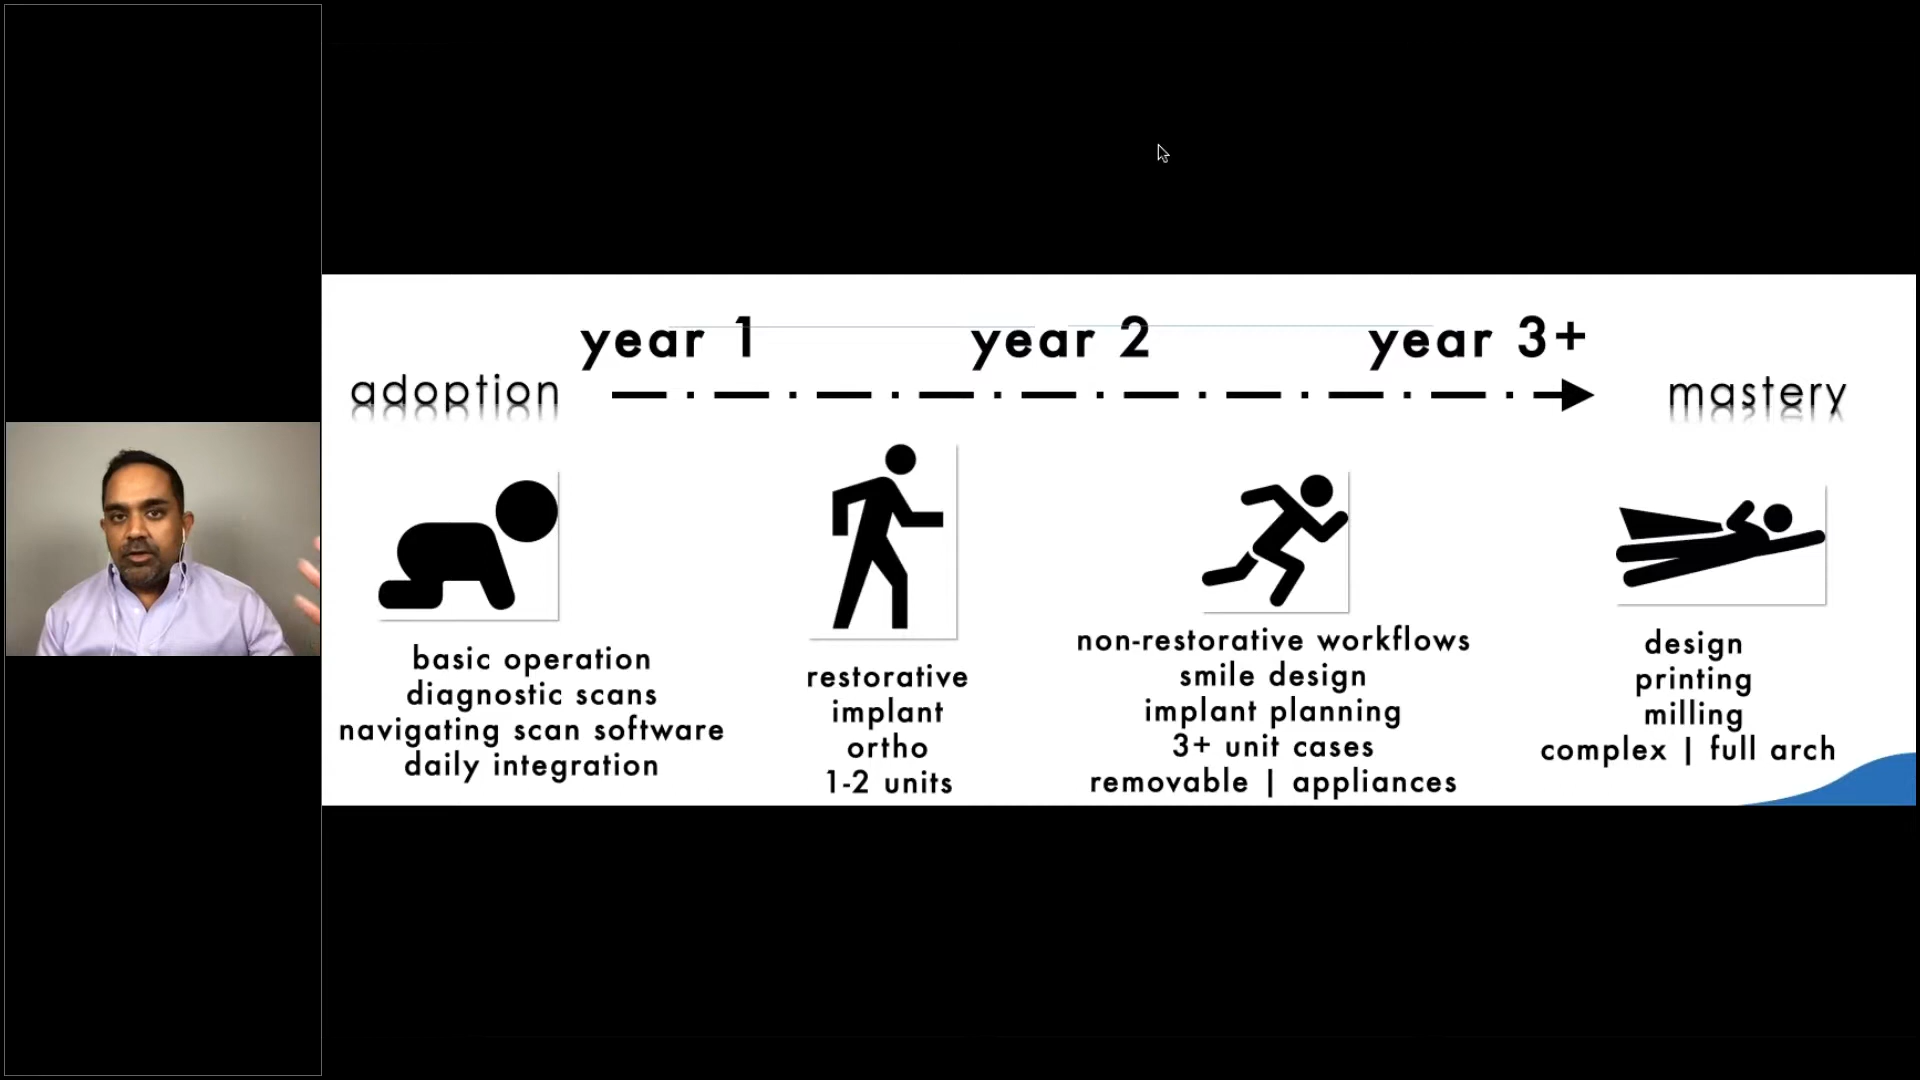 year 1
year 2
year 3+
adoption
mastery
basic operation
diagnostic scans
navigating scan software
daily integration
restorative
implant
ortho
1-2 units
non-restorative workflows
smile design
implant planning
3+ unit cases
removable | appliances
design
printing
milling
complex | full arch